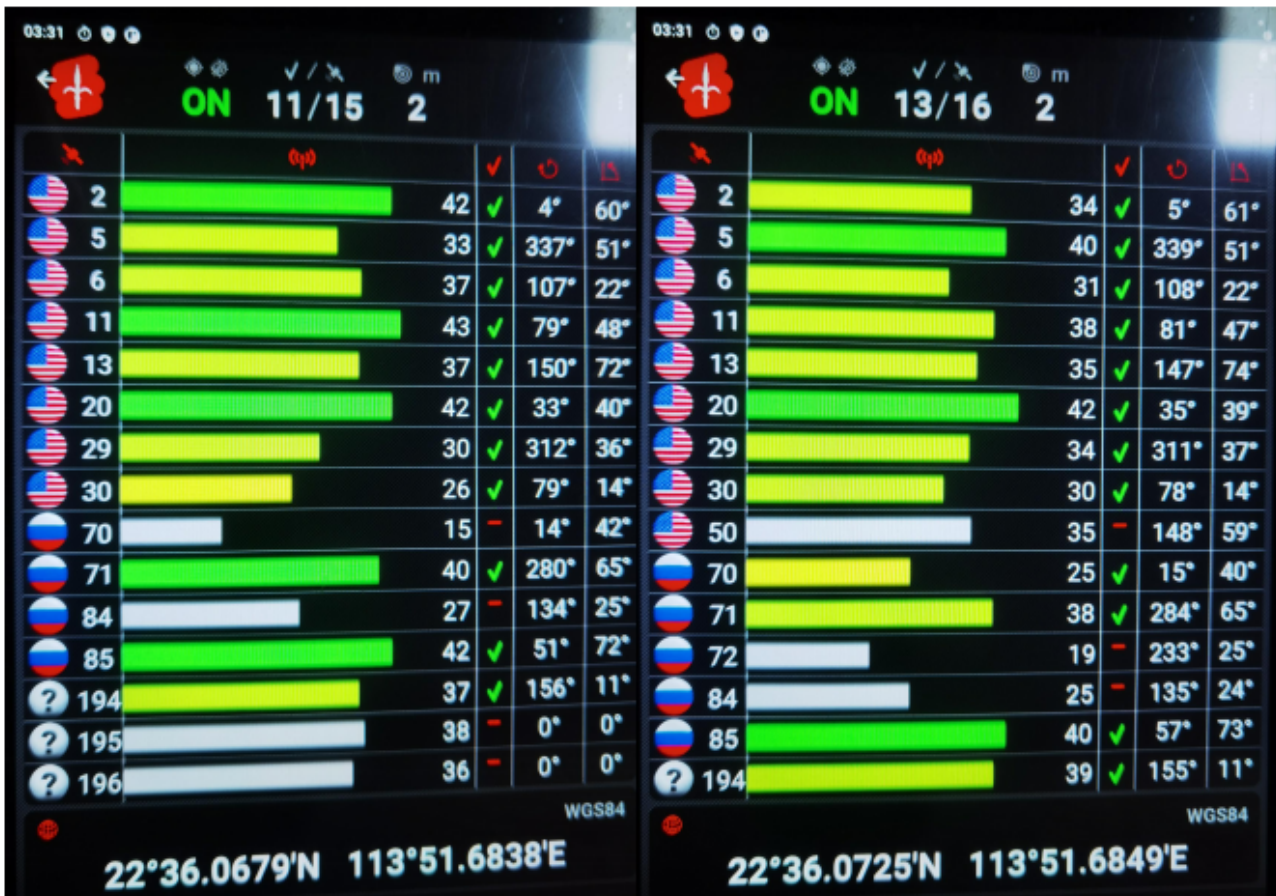 03:31
ON 11/15 m 2
2 42 4° 60°
5 33 337° 51°
6 37 107° 22°
11 43 79° 48°
13 37 150° 72°
20 42 33° 40°
29 30 312° 36°
30 26 79° 14°
70 15 14° 42°
71 40 280° 65°
84 27 134° 25°
85 42 51° 72°
? 194 37 156° 11°
? 195 38 0° 0°
? 196 36 0° 0°
WGS84
22°36.0679'N 113°51.6838'E
03:31
ON 13/16 m 2
2 34 5° 61°
5 40 339° 51°
6 31 108° 22°
11 38 81° 47°
13 35 147° 74°
20 42 35° 39°
29 34 311° 37°
30 30 78° 14°
50 35 148° 59°
70 25 15° 40°
71 38 284° 65°
72 19 233° 25°
84 25 135° 24°
85 40 57° 73°
? 194 39 155° 11°
WGS84
22°36.0725'N 113°51.6849'E